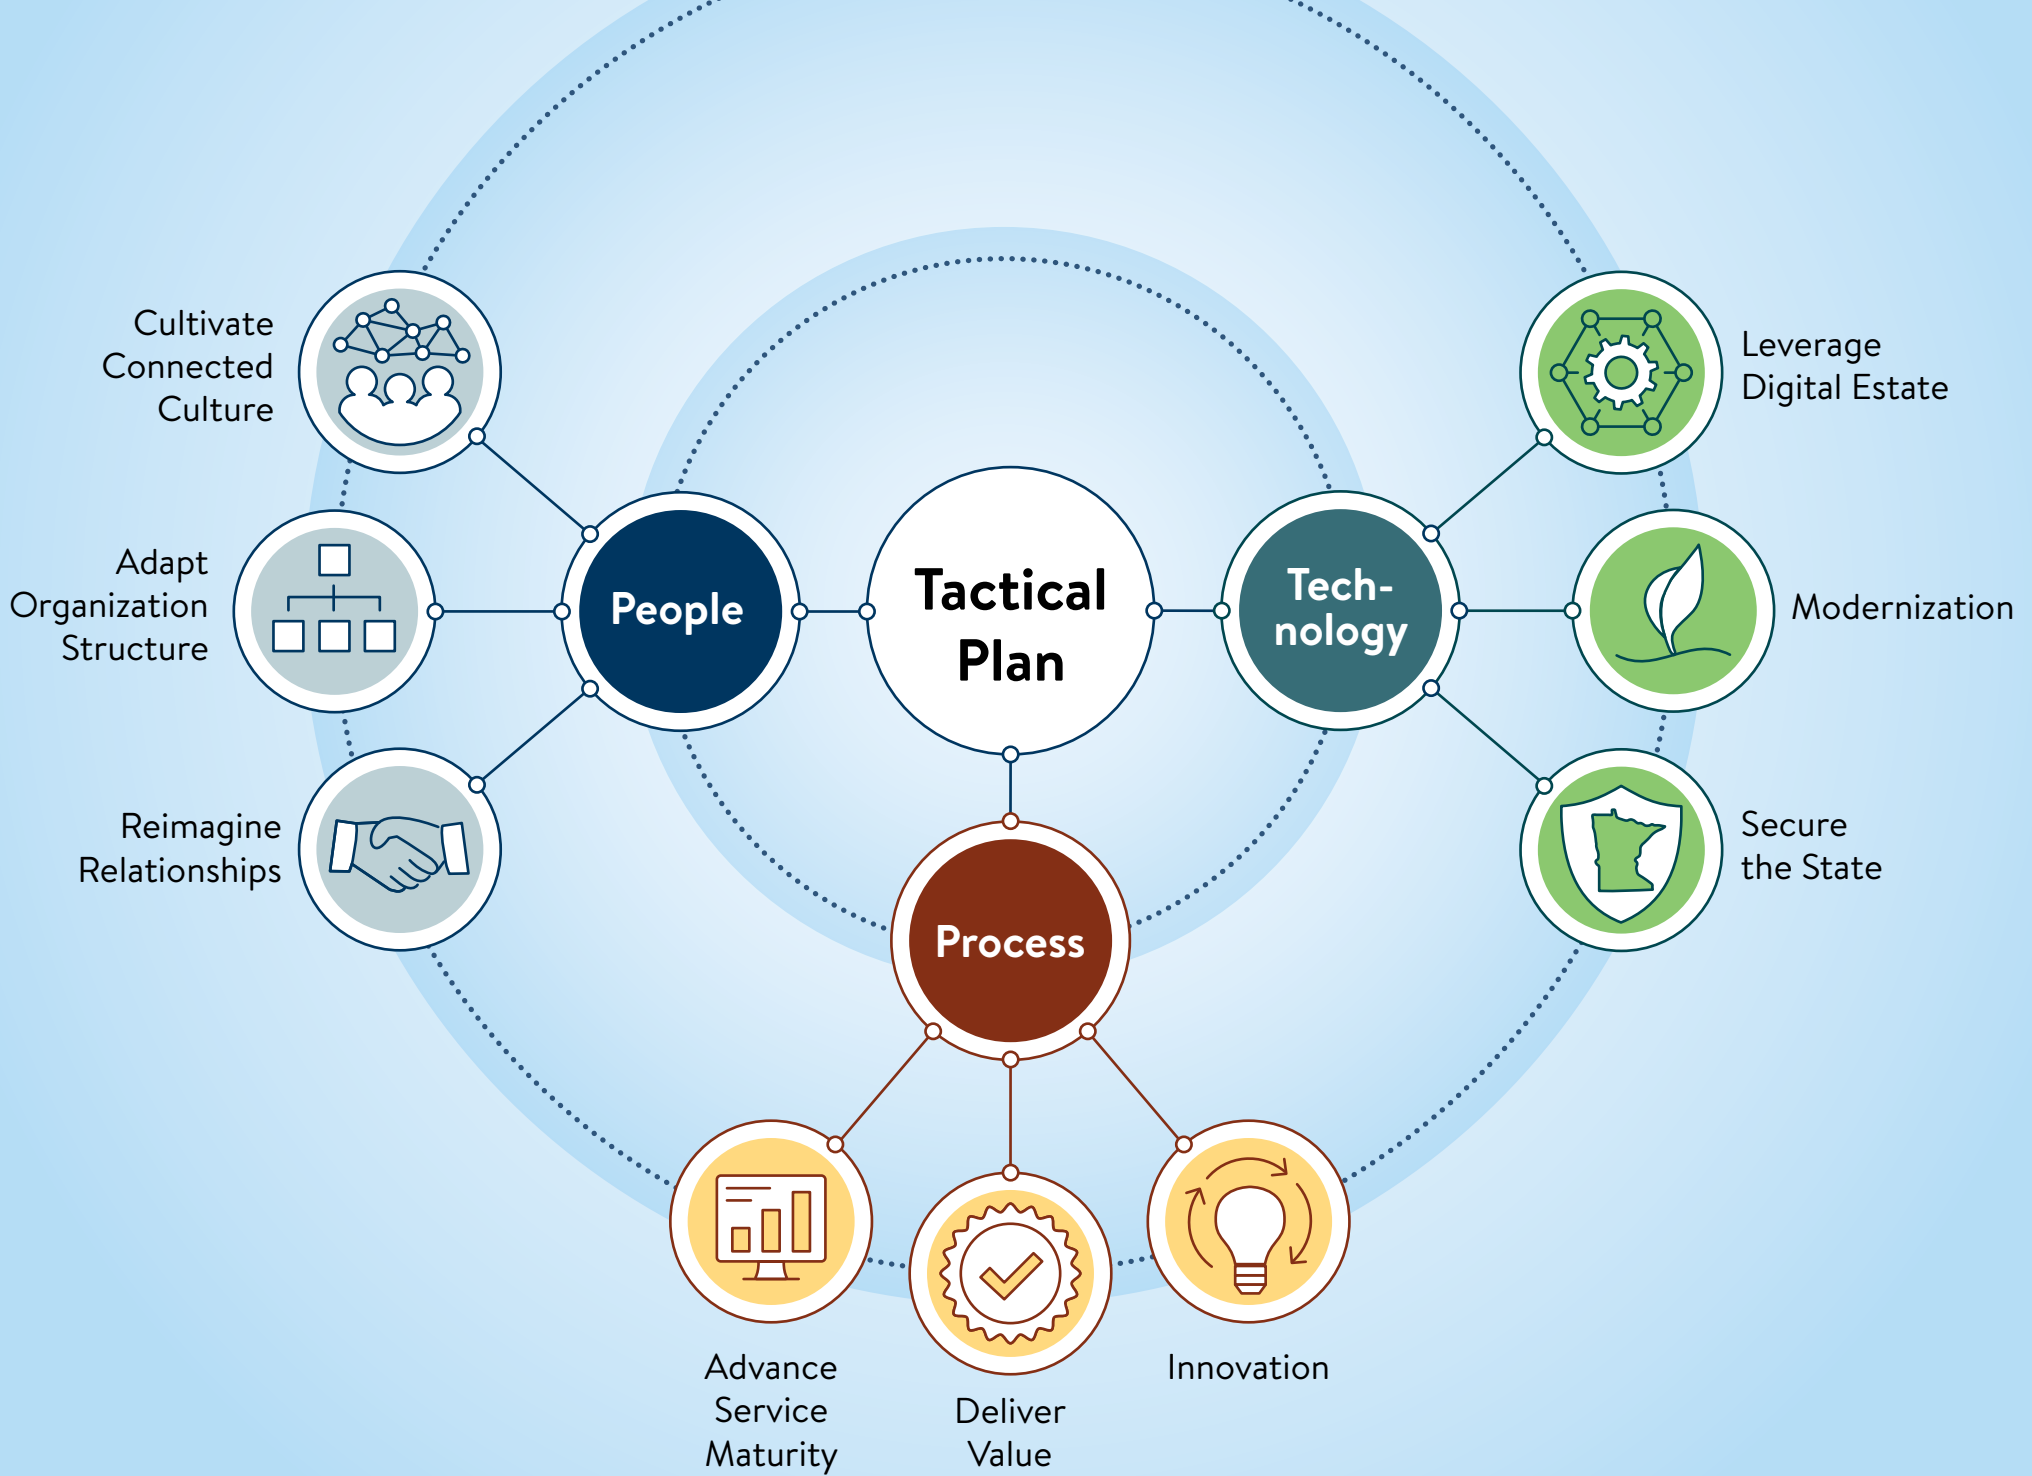 Tactical
Plan
People
Cultivate
Connected
Culture
Adapt
Organization
Structure
Reimagine
Relationships
Tech-
nology
Leverage
Digital Estate
Modernization
Secure
the State
Process
Advance
Service
Maturity
Deliver
Value
Innovation